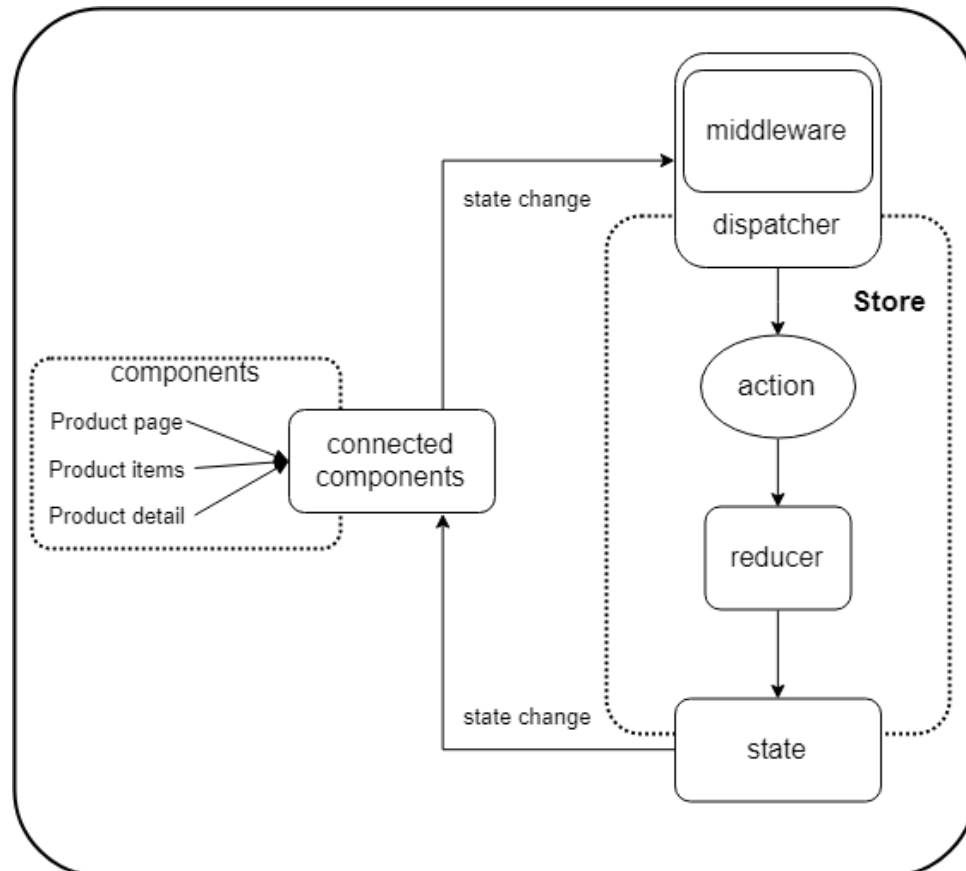 middleware
state change
dispatcher
Store
components
action
Product page
connected
components
Product items
Product detail
reducer
state change
state